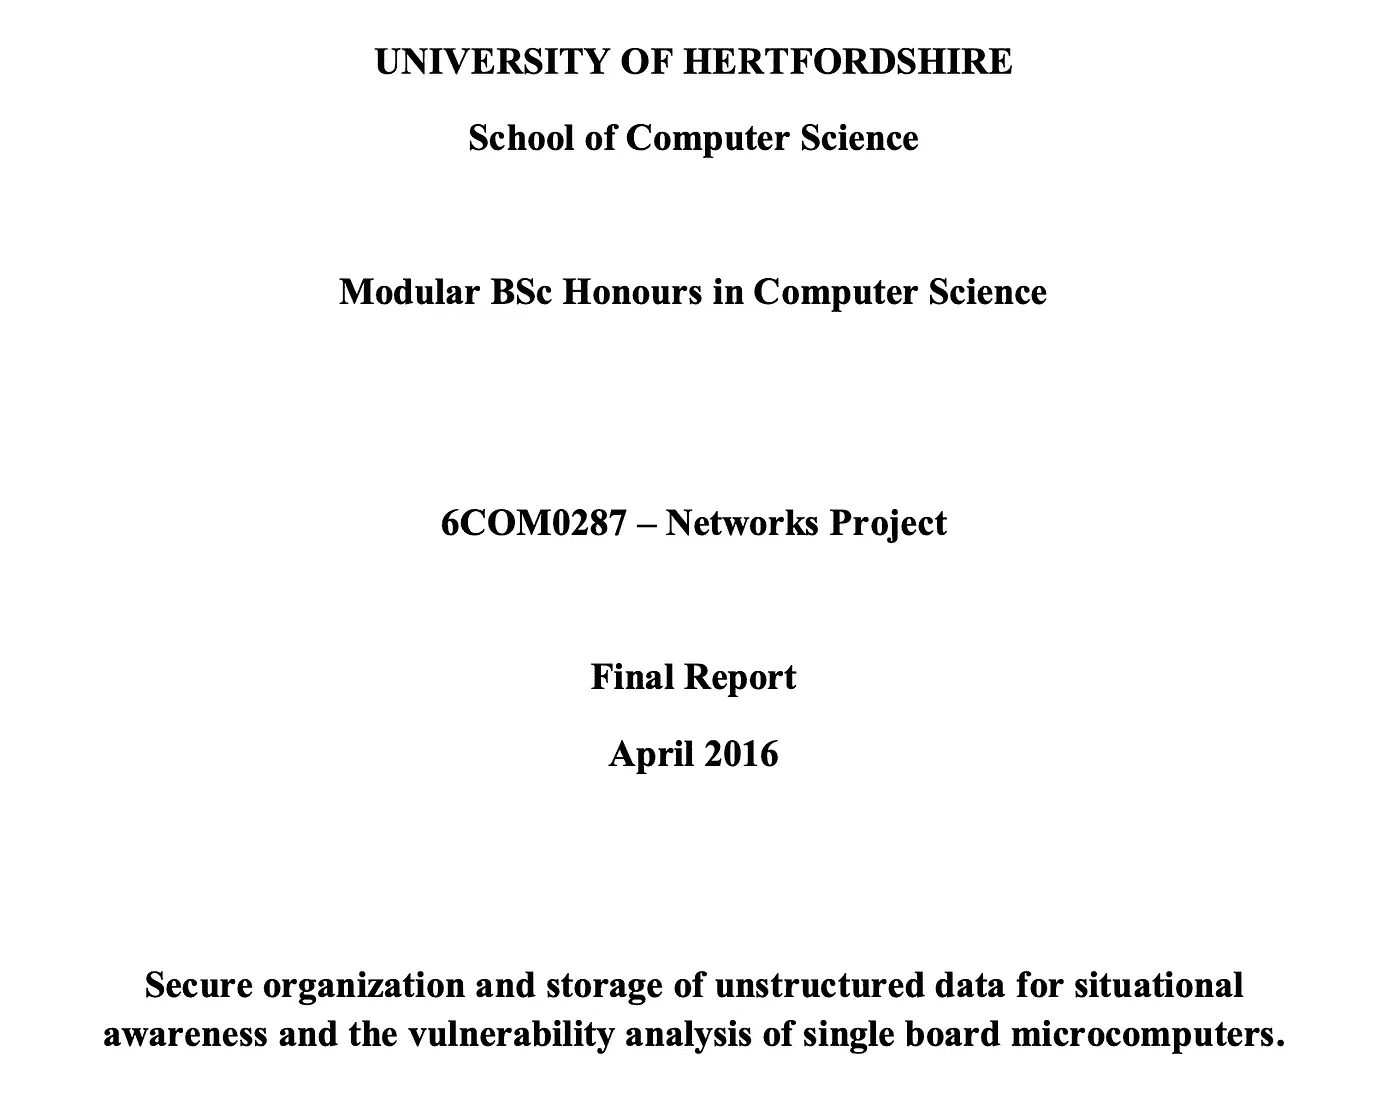 UNIVERSITY OF HERTFORDSHIRE
School of Computer Science
Modular BSc Honours in Computer Science
6COM0287 – Networks Project
Final Report
April 2016
Secure organization and storage of unstructured data for situational
awareness and the vulnerability analysis of single board microcomputers.